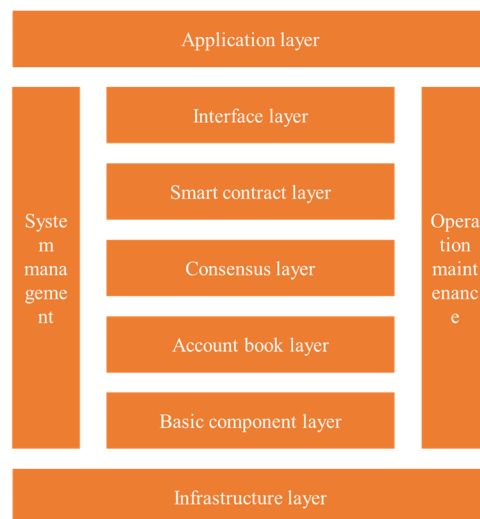 Application layer
Interface layer
Smart contract layer
Syste
m
mana
geme
nt
Consensus layer
Opera
tion
maint
enanc
e
Account book layer
Basic component layer
Infrastructure layer